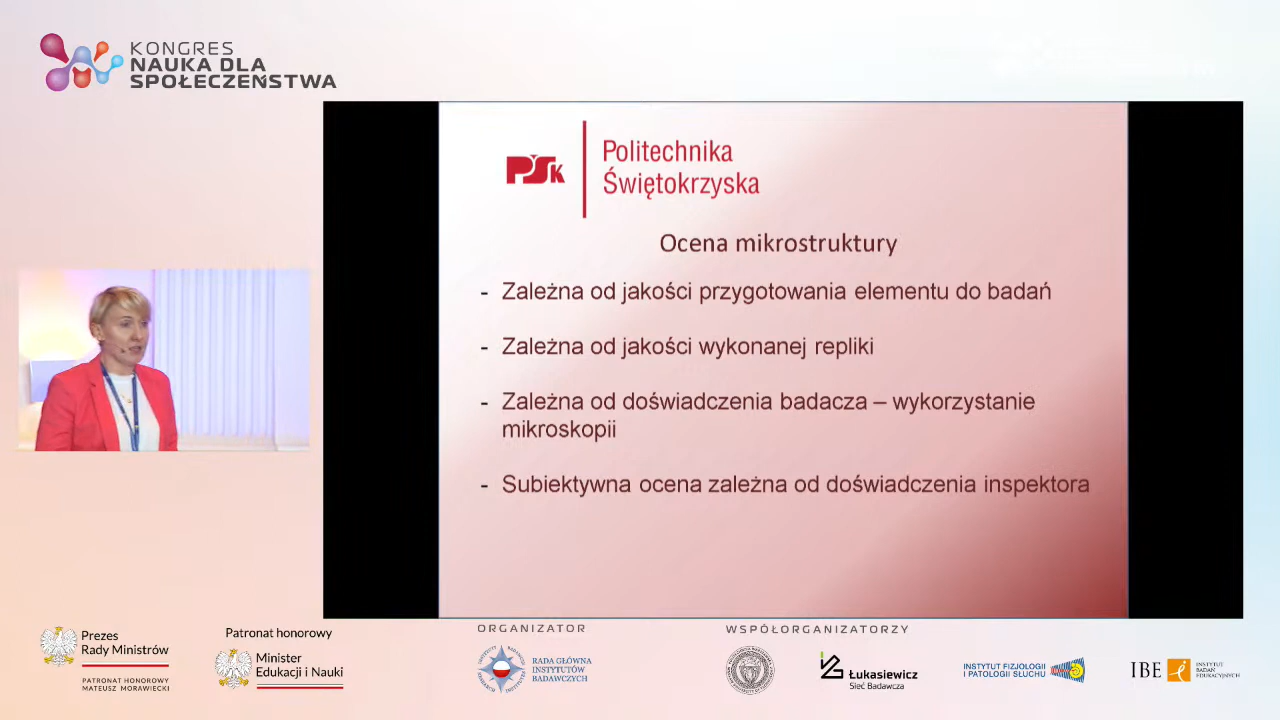 KONGRES
NAUKA DLA
SPOŁECZEŃSTWA
PŚk
Politechnika
Świętokrzyska
Ocena mikrostruktury
- Zależna od jakości przygotowania elementu do badań
- Zależna od jakości wykonanej repliki
- Zależna od doświadczenia badacza – wykorzystanie
mikroskopii
- Subiektywna ocena zależna od doświadczenia inspektora
Prezes
Rady Ministrów
PATRONAT HONOROWY
MATEUSZ MORAWIECKI
Patronat honorowy
Minister
Edukacji i Nauki
ORGANIZATOR
RADA GŁÓWNA
INSTYTUTÓW
BADAWCZYCH
WSPÓŁORGANIZATORZY
Łukasiewicz
Sieć Badawcza
INSTYTUT FIZJOLOGII
I PATOLOGII SŁUCHU
IBE
INSTYTUT
BADAŃ
EDUKACYJNYCH